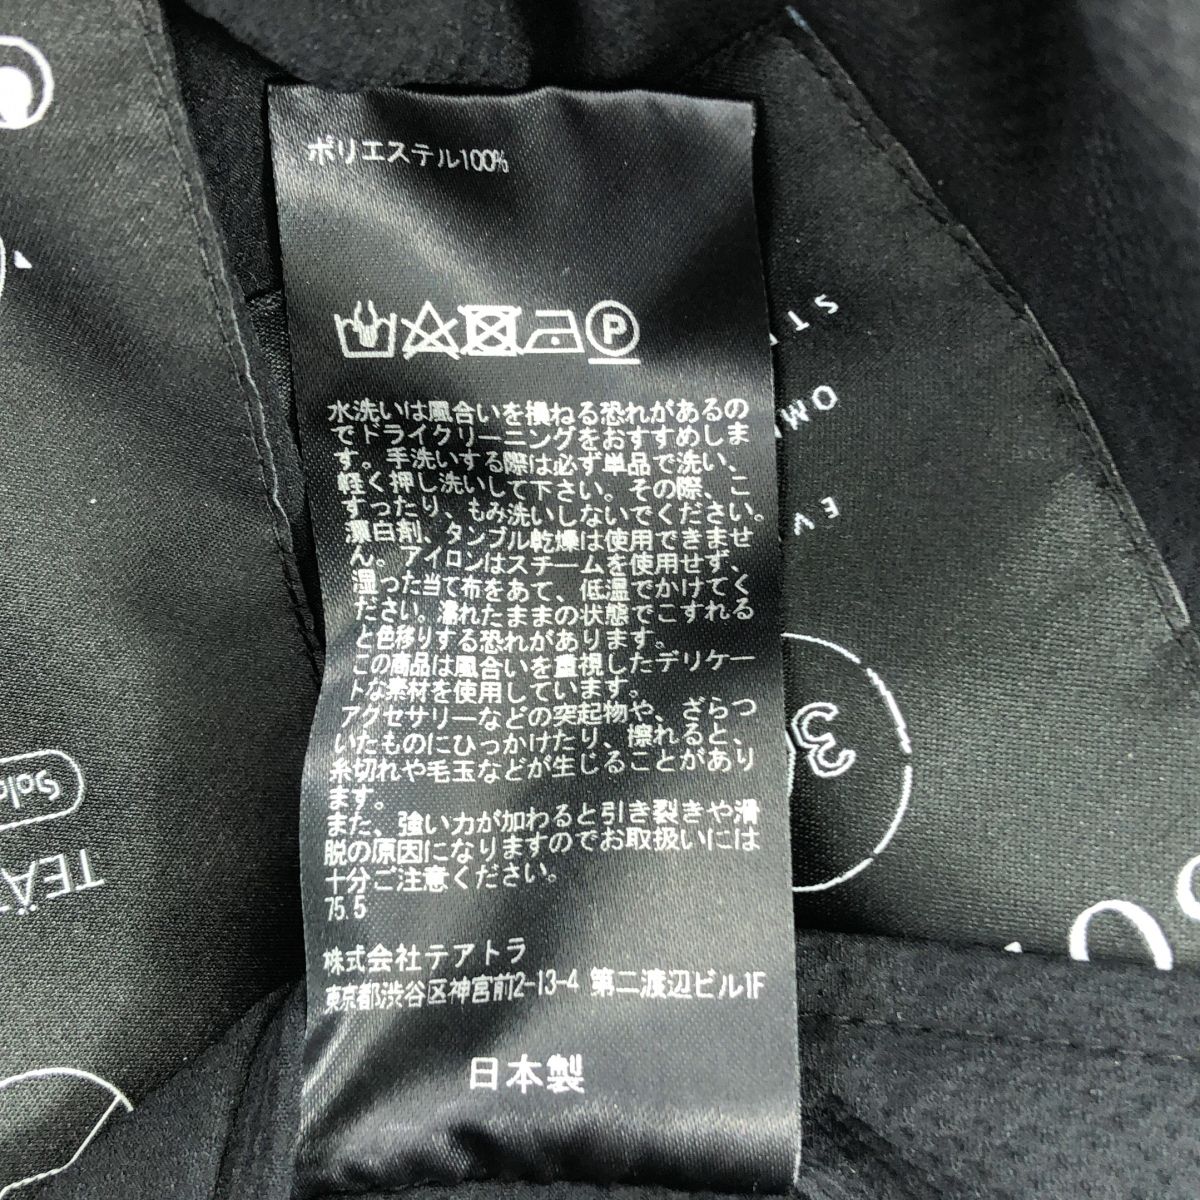 ポリエステル100%
P
水洗いは風合いを損ねる恐れがあるの
でドライクリーニングをおすすめしま
す。手洗いする際は必ず単品で洗い、
軽く押し洗いして下さい。その際、こ
すったり、もみ洗いしないでください。
漂白剤、タンブル乾燥は使用できませ
ん。アイロンはスチームを使用せず、
湿った当て布をあて、低温でかけてく
ださい。濡れたままの状態でこすれる
と色移りする恐れがあります。
この商品は風合いを重視したデリケー
トな素材を使用しています。
アクセサリーなどの突起物や、ざらつ
いたものにひっかけたり、擦れると、
糸切れや毛玉などが生じることがあり
ます。
また、強い力が加わると引き裂きや滑
脱の原因になりますのでお取扱いには
十分ご注意ください。
75.5
株式会社テアトラ
東京都渋谷区神宮前2-13-4 第二渡辺ビル1F
日本製
ST
OM
EV
3
TEÄT